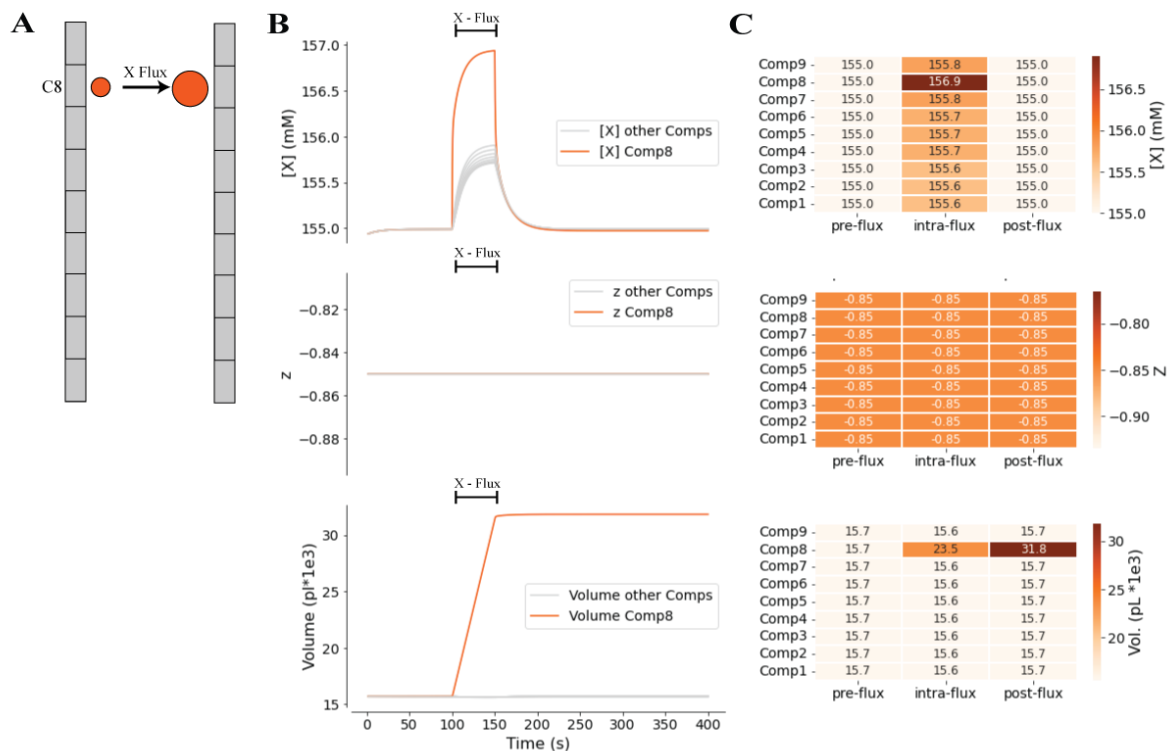 A
C8
X Flux
B
X - Flux
157.0
156.5
156.0
155.5
155.0
[X] (mM)
[X] other Comps
[X] Comp8
X - Flux
−0.82
−0.84
−0.86
−0.88
z
z other Comps
z Comp8
X - Flux
30
25
20
15
Volume (pl*1e3)
Volume other Comps
Volume Comp8
0 50 100 150 200 250 300 350 400
Time (s)
C
Comp9 155.0 155.8 155.0
Comp8 155.0 156.9 155.0
Comp7 155.0 155.8 155.0
Comp6 155.0 155.7 155.0
Comp5 155.0 155.7 155.0
Comp4 155.0 155.7 155.0
Comp3 155.0 155.6 155.0
Comp2 155.0 155.6 155.0
Comp1 155.0 155.6 155.0
pre-flux intra-flux post-flux
156.5
156.0
155.5
155.0
[X] (mM)
Comp9 -0.85 -0.85 -0.85
Comp8 -0.85 -0.85 -0.85
Comp7 -0.85 -0.85 -0.85
Comp6 -0.85 -0.85 -0.85
Comp5 -0.85 -0.85 -0.85
Comp4 -0.85 -0.85 -0.85
Comp3 -0.85 -0.85 -0.85
Comp2 -0.85 -0.85 -0.85
Comp1 -0.85 -0.85 -0.85
pre-flux intra-flux post-flux
−0.80
−0.85
−0.90
Z
Comp9 15.7 15.6 15.7
Comp8 15.7 23.5 31.8
Comp7 15.7 15.6 15.7
Comp6 15.7 15.6 15.7
Comp5 15.7 15.6 15.7
Comp4 15.7 15.6 15.7
Comp3 15.7 15.6 15.7
Comp2 15.7 15.6 15.7
Comp1 15.7 15.6 15.7
pre-flux intra-flux post-flux
30
25
20
Vol. (pL *1e3)